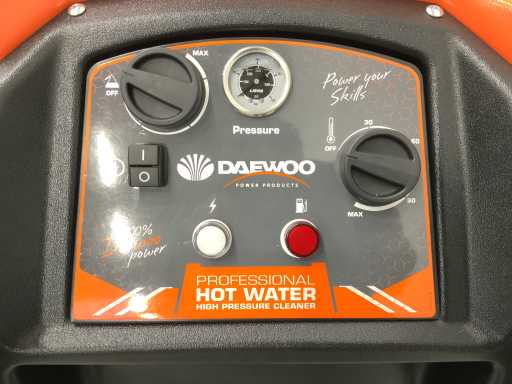 MAX
OFF
Pressure
Power your
Skills
30
OFF
60
MAX
90
I
O
DAEWOO
POWER PRODUCTS
100%
power
PROFESSIONAL
HOT WATER
HIGH PRESSURE CLEANER